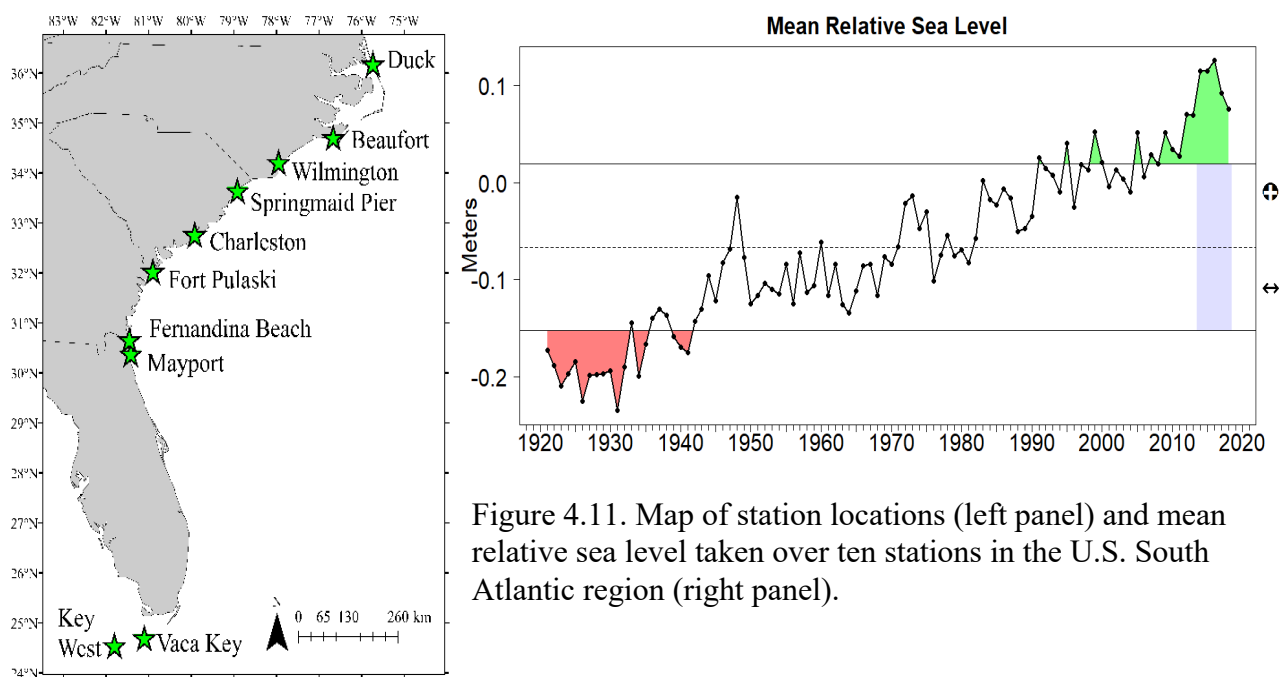 83°W 82°W 81°W 80°W 79°W 78°W 77°W 76°W 75°W
36°N
35°N
34°N
33°N
32°N
31°N
30°N
29°N
28°N
27°N
26°N
25°N
24°N
Duck
Beaufort
Wilmington
Springmaid Pier
Charleston
Fort Pulaski
Fernandina Beach
Mayport
Key
West
Vaca Key
N
0 65 130 260 km
Mean Relative Sea Level
Meters
0.1
0.0
-0.1
-0.2
1920 1930 1940 1950 1960 1970 1980 1990 2000 2010 2020
Figure 4.11. Map of station locations (left panel) and mean
relative sea level taken over ten stations in the U.S. South
Atlantic region (right panel).